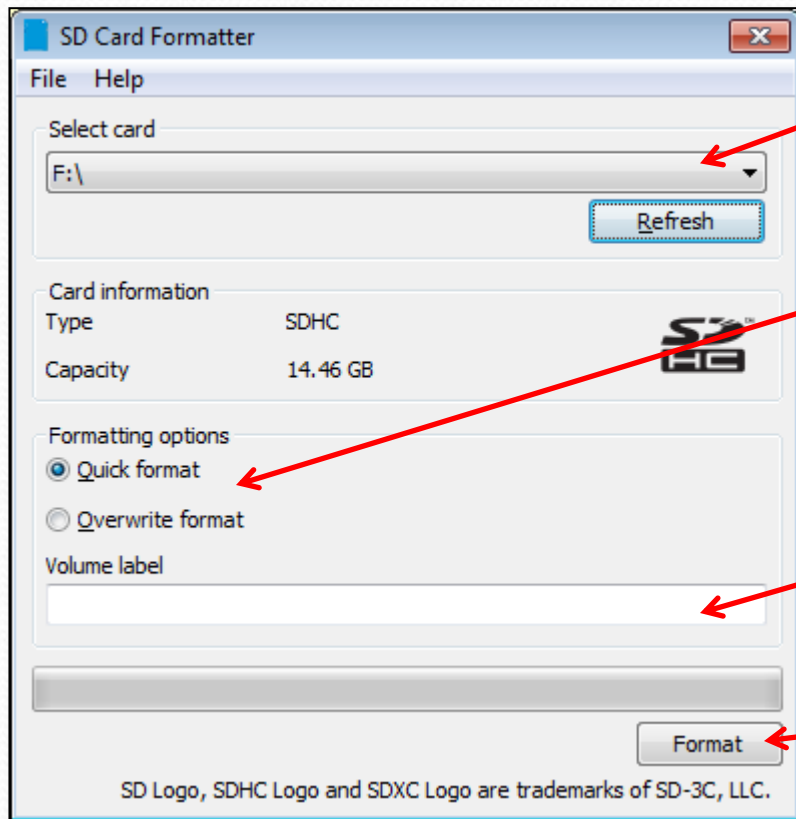 SD Card Formatter
File Help
Select card
F:\
Refresh
Card information
Type SDHC
Capacity 14.46 GB
SD™
HC
Formatting options
Quick format
Overwrite format
Volume label
Format
SD Logo, SDHC Logo and SDXC Logo are trademarks of SD-3C, LLC.